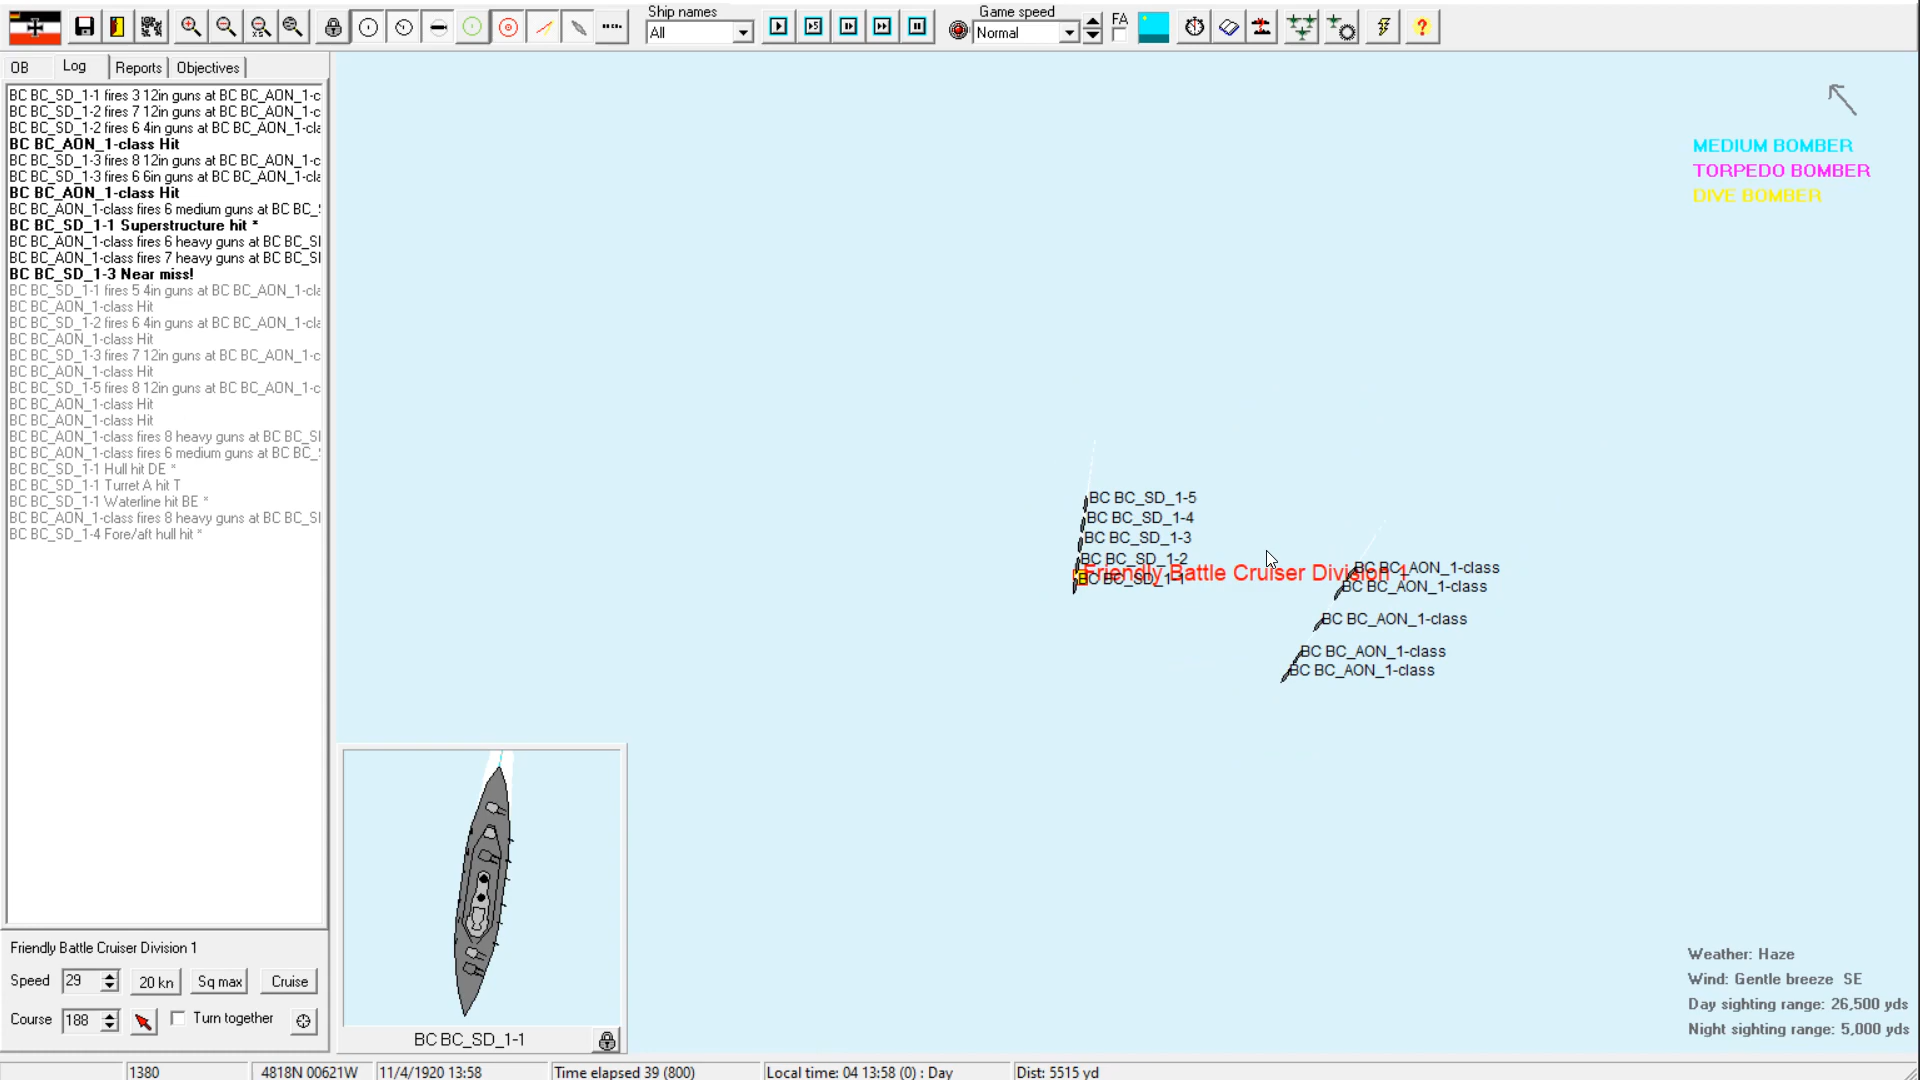 Ship names
All
Game speed
Normal
FA
OB Log Reports Objectives
BC BC_SD_1-1 fires 3 12in guns at BC BC_AON_1-c
BC BC_SD_1-2 fires 7 12in guns at BC BC_AON_1-c
BC BC_SD_1-2 fires 6 4in guns at BC BC_AON_1-cla
BC BC_AON_1-class Hit
BC BC_SD_1-3 fires 8 12in guns at BC BC_AON_1-c
BC BC_SD_1-3 fires 6 6in guns at BC BC_AON_1-cla
BC BC_AON_1-class Hit
BC BC_AON_1-class fires 6 medium guns at BC BC_S
BC BC_SD_1-1 Superstructure hit *
BC BC_AON_1-class fires 6 heavy guns at BC BC_SI
BC BC_AON_1-class fires 7 heavy guns at BC BC_SI
BC BC_SD_1-3 Near miss!
BC BC_SD_1-1 fires 5 4in guns at BC BC_AON_1-cla
BC BC_AON_1-class Hit
BC BC_SD_1-2 fires 6 4in guns at BC BC_AON_1-cla
BC BC_AON_1-class Hit
BC BC_SD_1-3 fires 7 12in guns at BC BC_AON_1-c
BC BC_AON_1-class Hit
BC BC_SD_1-5 fires 8 12in guns at BC BC_AON_1-c
BC BC_AON_1-class Hit
BC BC_AON_1-class Hit
BC BC_AON_1-class fires 8 heavy guns at BC BC_SI
BC BC_AON_1-class fires 6 medium guns at BC BC_S
BC BC_SD_1-1 Hull hit DE *
BC BC_SD_1-1 Turret A hit T
BC BC_SD_1-1 Waterline hit BE *
BC BC_AON_1-class fires 8 heavy guns at BC BC_SI
BC BC_SD_1-4 Fore/aft hull hit *
MEDIUM BOMBER
TORPEDO BOMBER
DIVE BOMBER
BC BC_SD_1-5
BC BC_SD_1-4
BC BC_SD_1-3
BC BC_SD_1-2
Friendly Battle Cruiser Division 1
BC BC_SD_1-1
BC BC_AON_1-class
BC BC_AON_1-class
BC BC_AON_1-class
BC BC_AON_1-class
BC BC_AON_1-class
Friendly Battle Cruiser Division 1
Speed 29 20 kn Sq max Cruise
Course 188 Turn together
BC BC_SD_1-1
Weather: Haze
Wind: Gentle breeze SE
Day sighting range: 26,500 yds
Night sighting range: 5,000 yds
1380 4818N 00621W 11/4/1920 13:58 Time elapsed 39 (800) Local time: 04 13:58 (0) : Day Dist: 5515 yd